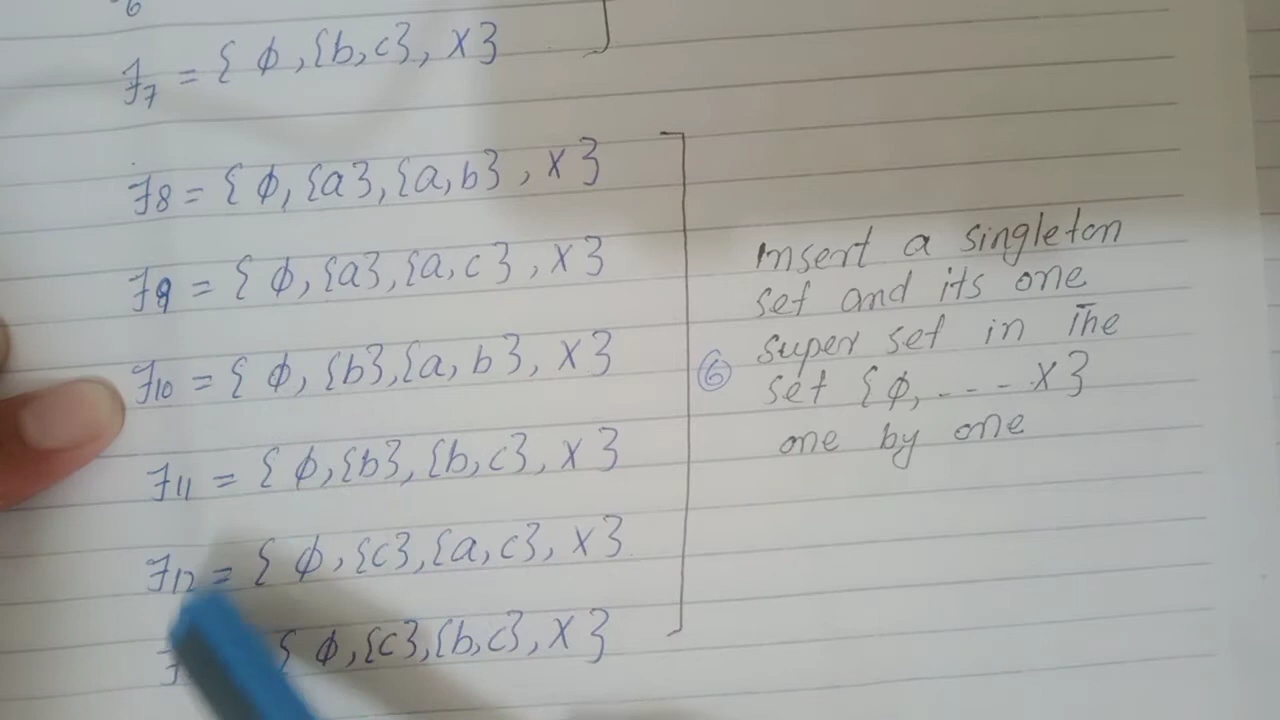 6
J7 = { ϕ, {b, c}, X }
J8 = { ϕ, {a}, {a, b}, X }
J9 = { ϕ, {a}, {a, c}, X }
J10 = { ϕ, {b}, {a, b}, X }
J11 = { ϕ, {b}, {b, c}, X }
J12 = { ϕ, {c}, {a, c}, X }
{ ϕ, {c}, {b, c}, X }
Insert a singleton
set and its one
super set in the
⑥ set { ϕ, - - - X }
one by one